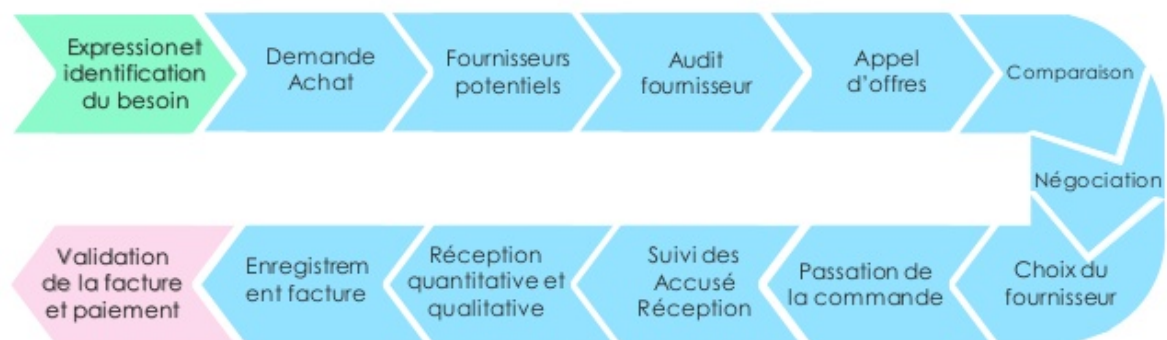 Expression et
identification
du besoin
Demande
Achat
Fournisseurs
potentiels
Audit
fournisseur
Appel
d'offres
Comparaison
Négociation
Choix du
fournisseur
Passation de
la commande
Suivi des
Accusé
Réception
Réception
quantitative et
qualitative
Enregistrem
ent facture
Validation
de la facture
et paiement